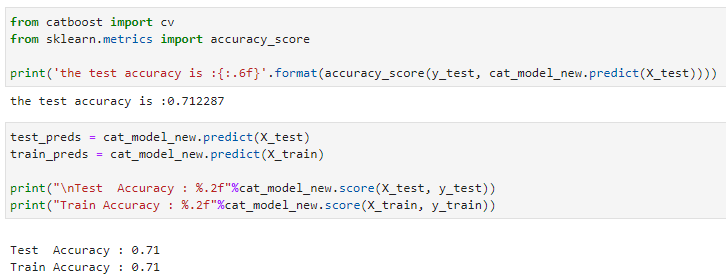 from catboost import cv
from sklearn.metrics import accuracy_score
print('the test accuracy is :{:.6f}'.format(accuracy_score(y_test, cat_model_new.predict(X_test))))
the test accuracy is :0.712287
test_preds = cat_model_new.predict(X_test)
train_preds = cat_model_new.predict(X_train)
print("\nTest  Accuracy : %.2f"%cat_model_new.score(X_test, y_test))
print("Train Accuracy : %.2f"%cat_model_new.score(X_train, y_train))
Test  Accuracy : 0.71
Train Accuracy : 0.71